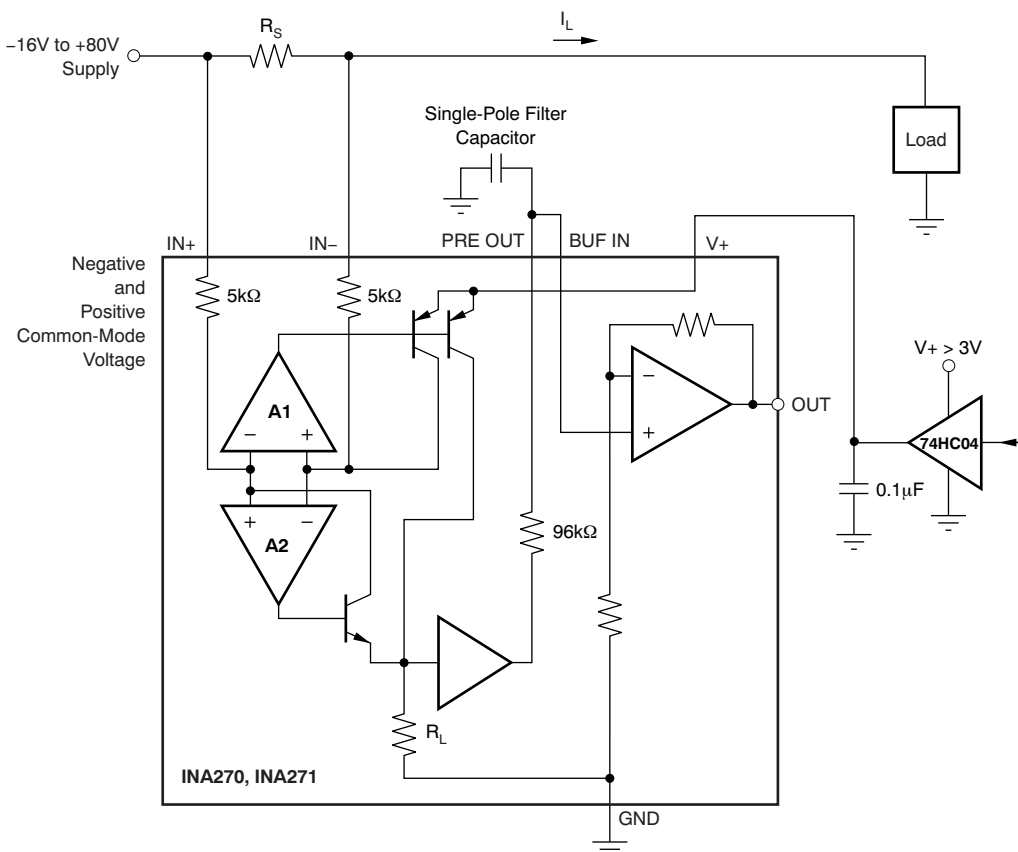 R_S
I_L
−16V to +80V
Supply
Single-Pole Filter
Capacitor
Load
IN+
IN−
PRE OUT
BUF IN
V+
Negative
and
Positive
Common-Mode
Voltage
5kΩ
5kΩ
V+ > 3V
A1
− +
−
+
OUT
74HC04
0.1μF
+ −
A2
96kΩ
R_L
INA270, INA271
GND